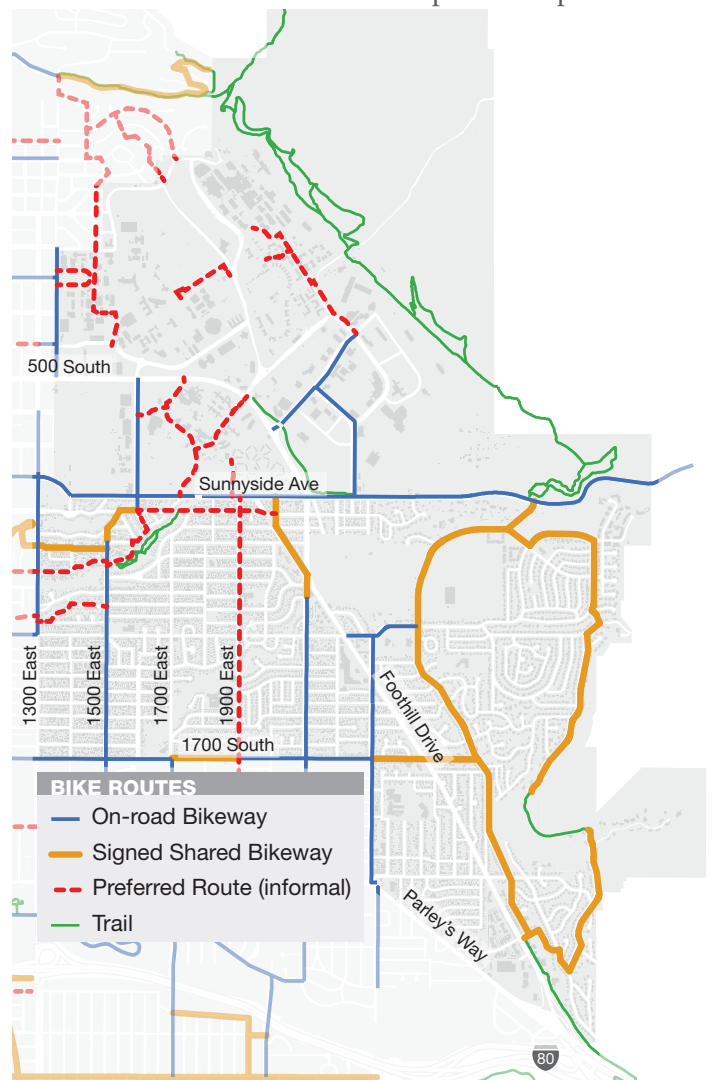 500 South
Sunnyside Ave
1300 East
1500 East
1700 East
1900 East
Foothill Drive
1700 South
BIKE ROUTES
On-road Bikeway
Signed Shared Bikeway
Preferred Route (informal)
Trail
Parley's Way
80